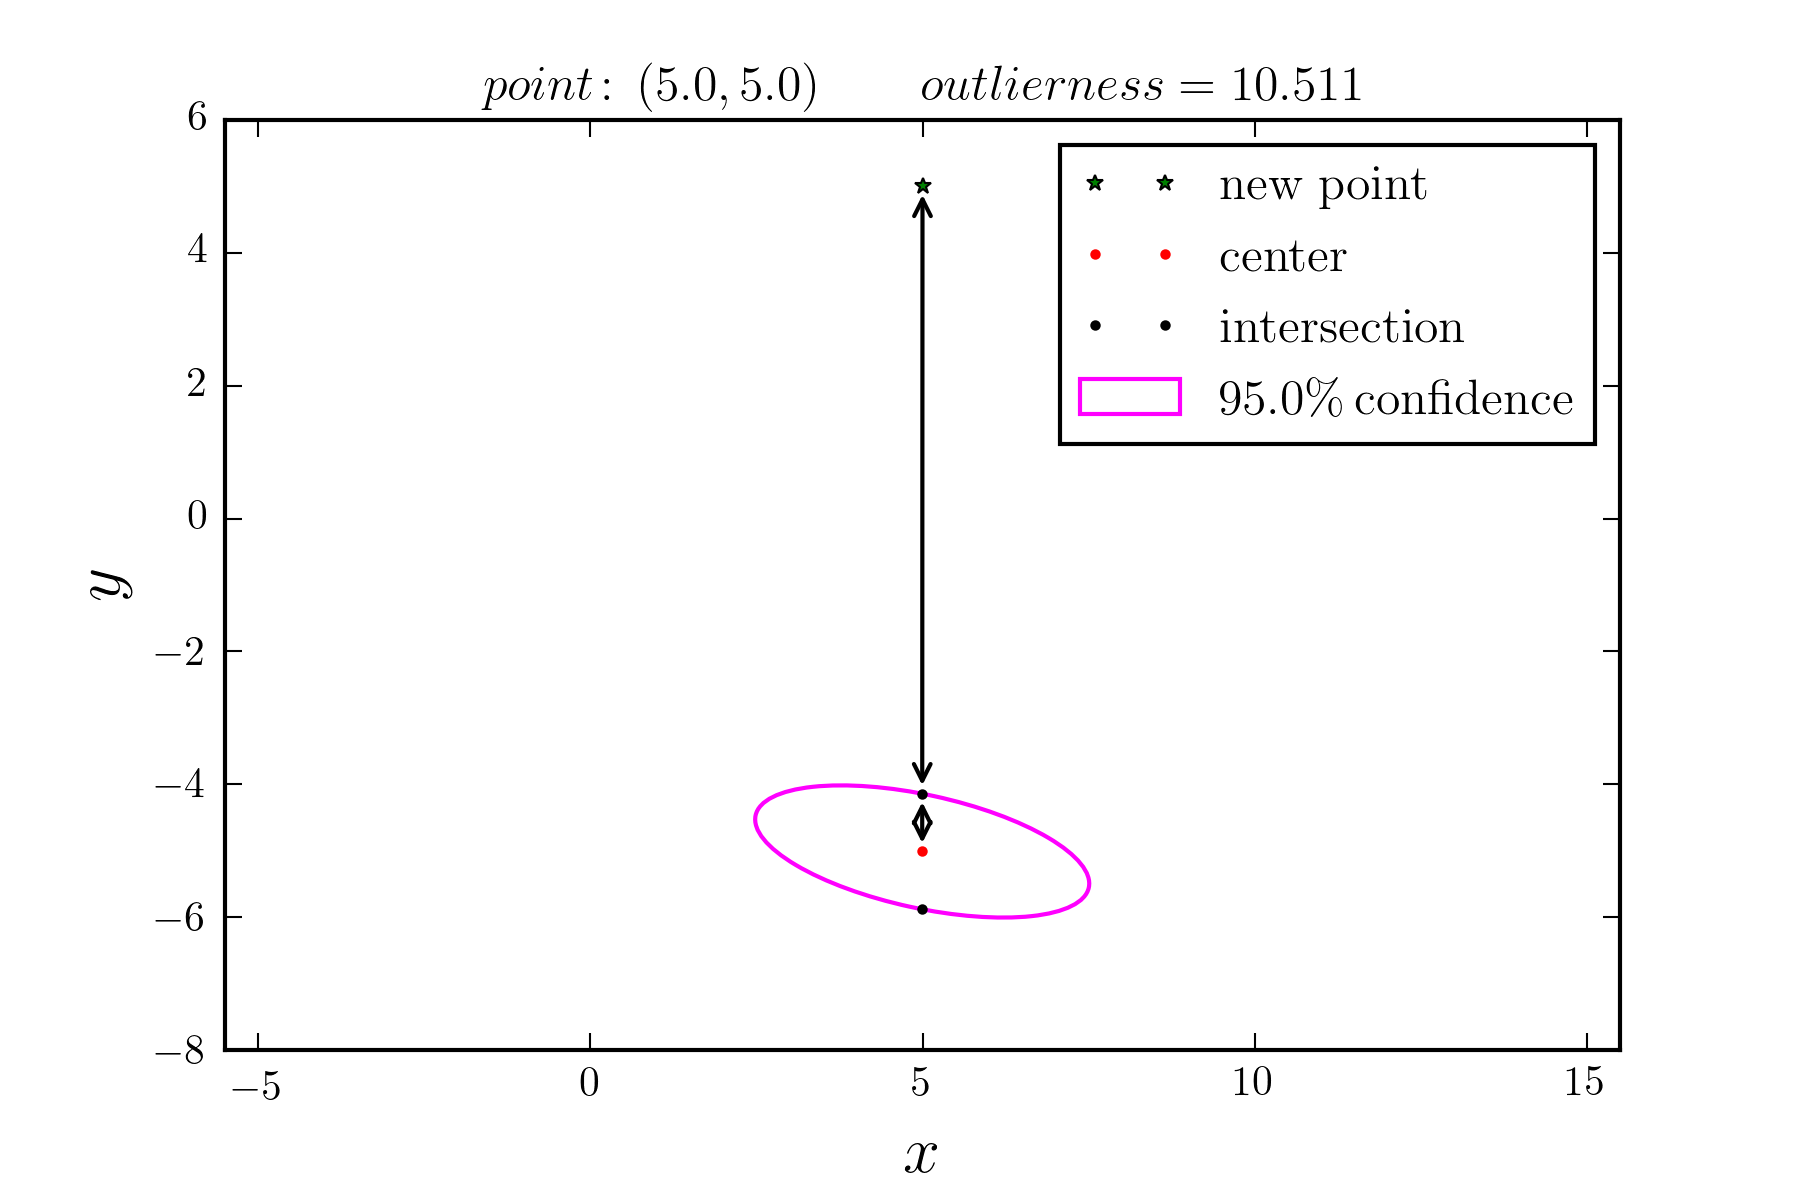 point: (5.0, 5.0) outlierness = 10.511
6
4
2
0
−2
−4
−6
−8
y
new point
center
intersection
95.0% confidence
−5 0 5 10 15
x